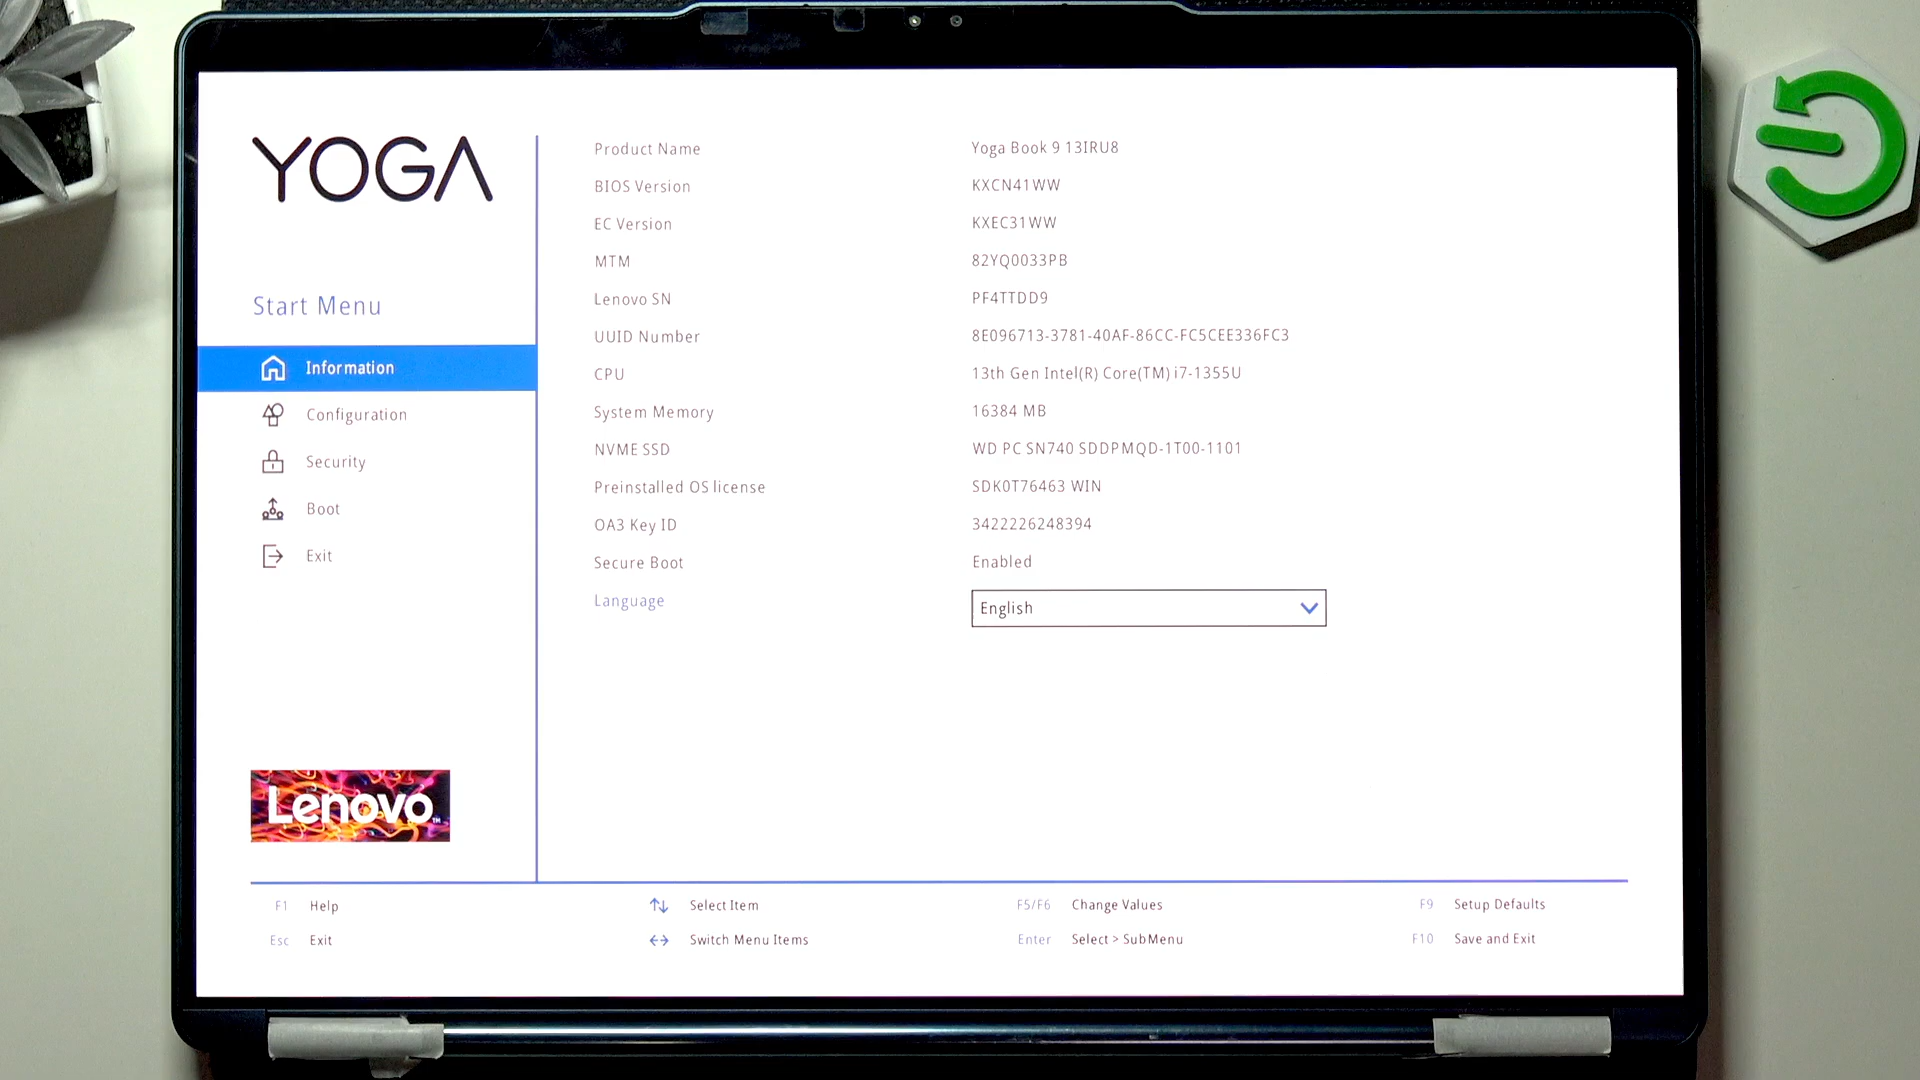 YOGA
Start Menu
Information
Configuration
Security
Boot
Exit
Lenovo™
Product Name Yoga Book 9 13IRU8
BIOS Version KXCN41WW
EC Version KXEC31WW
MTM 82YQ0033PB
Lenovo SN PF4TTDD9
UUID Number 8E096713-3781-40AF-86CC-FC5CEE336FC3
CPU 13th Gen Intel(R) Core(TM) i7-1355U
System Memory 16384 MB
NVME SSD WD PC SN740 SDDPMQD-1T00-1101
Preinstalled OS license SDK0T76463 WIN
OA3 Key ID 3422226248394
Secure Boot Enabled
Language English
F1 Help ↑↓ Select Item F5/F6 Change Values F9 Setup Defaults
Esc Exit ↔ Switch Menu Items Enter Select > SubMenu F10 Save and Exit